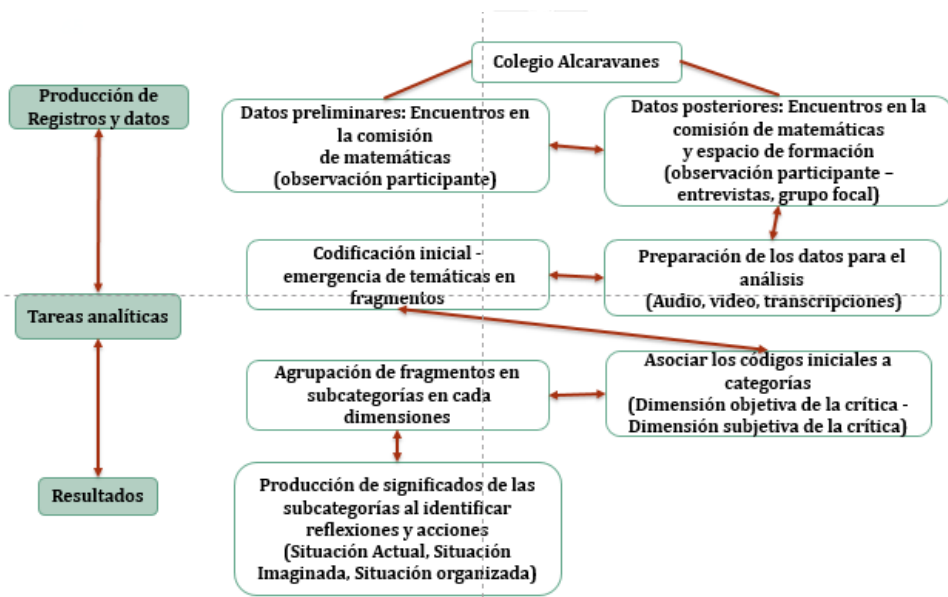 Colegio Alcaravanes
Producción de
Registros y datos
Datos preliminares: Encuentros en
la comisión
de matemáticas
(observación participante)
Datos posteriores: Encuentros en la
comisión de matemáticas
y espacio de formación
(observación participante –
entrevistas, grupo focal)
Codificación inicial -
emergencia de temáticas en
fragmentos
Preparación de los datos para el
análisis
(Audio, video, transcripciones)
Tareas analíticas
Agrupación de fragmentos en
subcategorías en cada
dimensiones
Asociar los códigos iniciales a
categorías
(Dimensión objetiva de la crítica -
Dimensión subjetiva de la crítica)
Resultados
Producción de significados de las
subcategorías al identificar
reflexiones y acciones
(Situación Actual, Situación
Imaginada, Situación organizada)